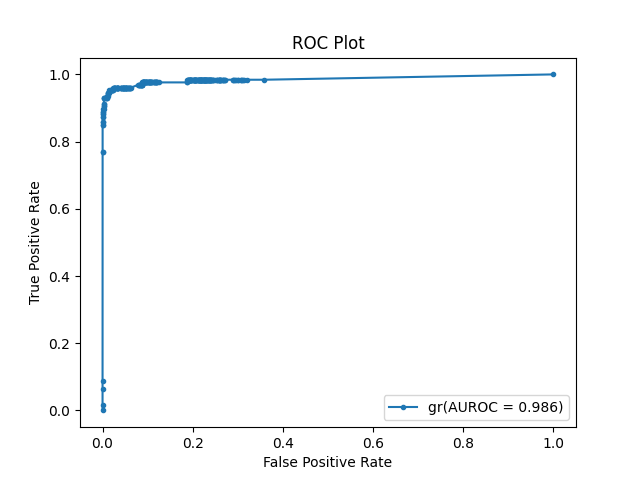 ROC Plot
1.0
0.8
0.6
0.4
0.2
0.0
True Positive Rate
gr(AUROC = 0.986)
0.0 0.2 0.4 0.6 0.8 1.0
False Positive Rate